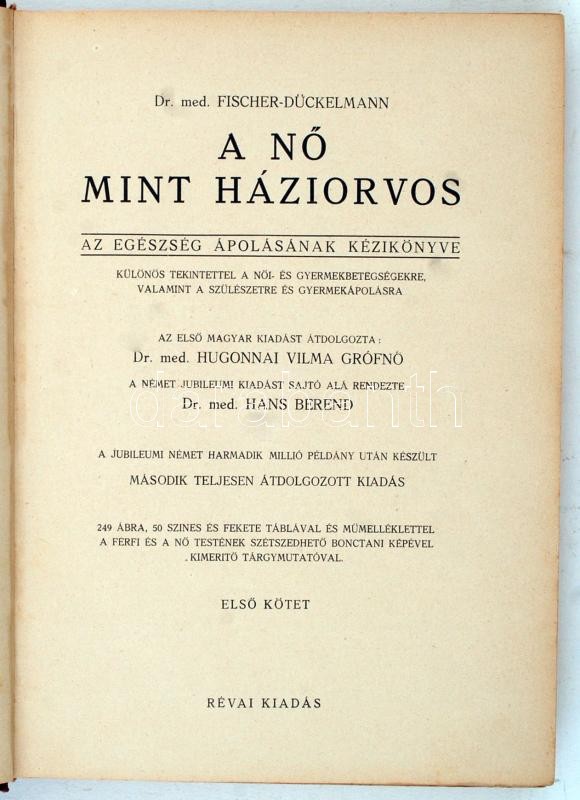 Dr. med. FISCHER-DÜCKELMANN
A NŐ
MINT HÁZIORVOS
AZ EGÉSZSÉG ÁPOLÁSÁNAK KÉZIKÖNYVE
KÜLÖNÖS TEKINTETTEL A NŐI- ÉS GYERMEKBETEGSÉGEKRE,
VALAMINT A SZÜLÉSZETRE ÉS GYERMEKÁPOLÁSRA
AZ ELSŐ MAGYAR KIADÁST ÁTDOLGOZTA:
Dr. med. HUGONNAI VILMA GRÓFNŐ
A NÉMET JUBILEUMI KIADÁST SAJTÓ ALÁ RENDEZTE
Dr. med. HANS BEREND
darabanth
A JUBILEUMI NÉMET HARMADIK MILLIÓ PÉLDÁNY UTÁN KÉSZÜLT
MÁSODIK TELJESEN ÁTDOLGOZOTT KIADÁS
249 ÁBRA, 50 SZINES ÉS FEKETE TÁBLÁVAL ÉS MŰMELLÉKLETTEL
A FÉRFI ÉS A NŐ TESTÉNEK SZÉTSZEDHETŐ BONCTANI KÉPÉVEL
KIMERITŐ TÁRGYMUTATÓVAL.
ELSŐ KÖTET
RÉVAI KIADÁS